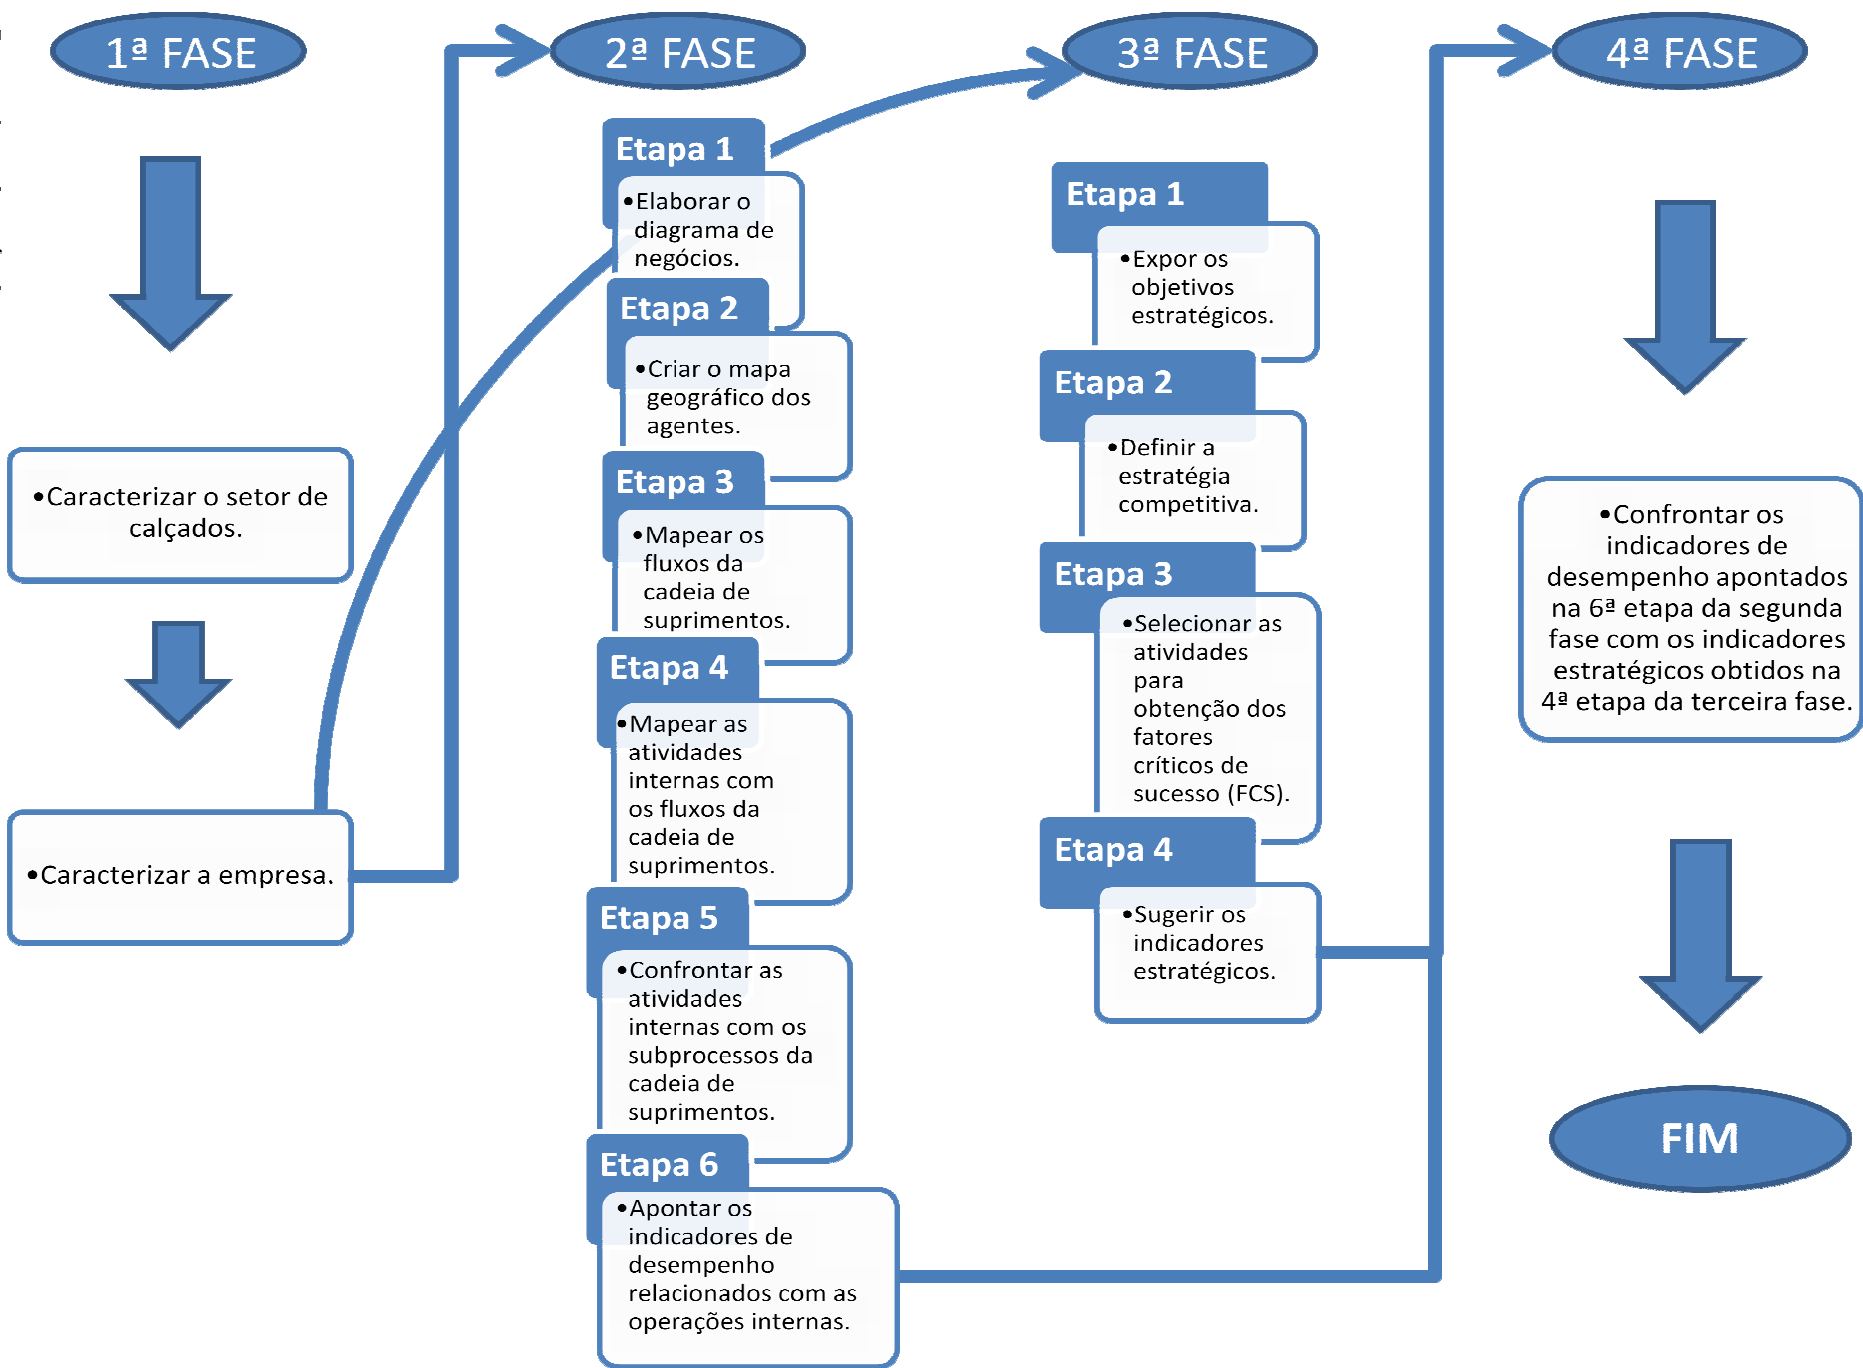 1ª FASE
•Caracterizar o setor de
calçados.
•Caracterizar a empresa.
2ª FASE
Etapa 1
•Elaborar o
diagrama de
negócios.
Etapa 2
•Criar o mapa
geográfico dos
agentes.
Etapa 3
•Mapear os
fluxos da
cadeia de
suprimentos.
Etapa 4
•Mapear as
atividades
internas com
os fluxos da
cadeia de
suprimentos.
Etapa 5
•Confrontar as
atividades
internas com os
subprocessos da
cadeia de
suprimentos.
Etapa 6
•Apontar os
indicadores de
desempenho
relacionados com as
operações internas.
3ª FASE
Etapa 1
•Expor os
objetivos
estratégicos.
Etapa 2
•Definir a
estratégia
competitiva.
Etapa 3
•Selecionar as
atividades
para
obtenção dos
fatores
críticos de
sucesso (FCS).
Etapa 4
•Sugerir os
indicadores
estratégicos.
4ª FASE
•Confrontar os
indicadores de
desempenho apontados
na 6ª etapa da segunda
fase com os indicadores
estratégicos obtidos na
4ª etapa da terceira fase.
FIM